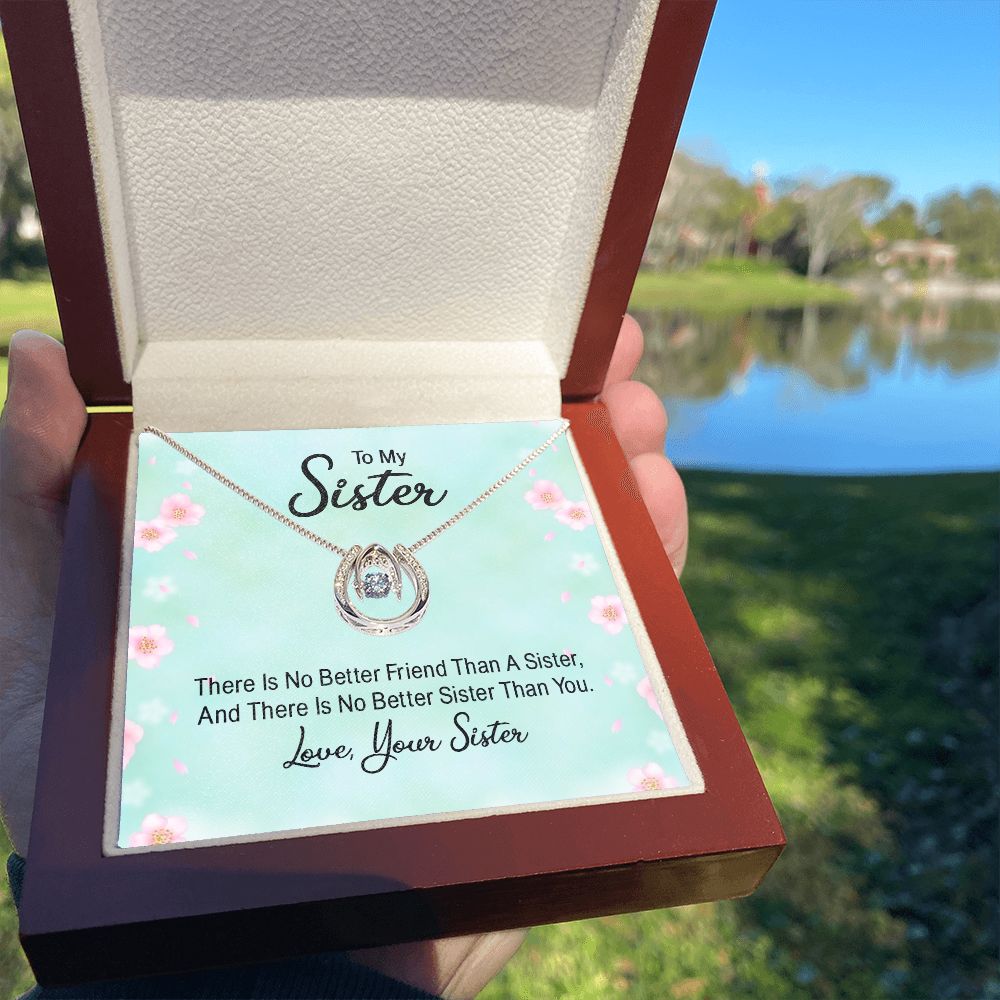 To My
Sister
There Is No Better Friend Than A Sister,
And There Is No Better Sister Than You.
Love, Your Sister